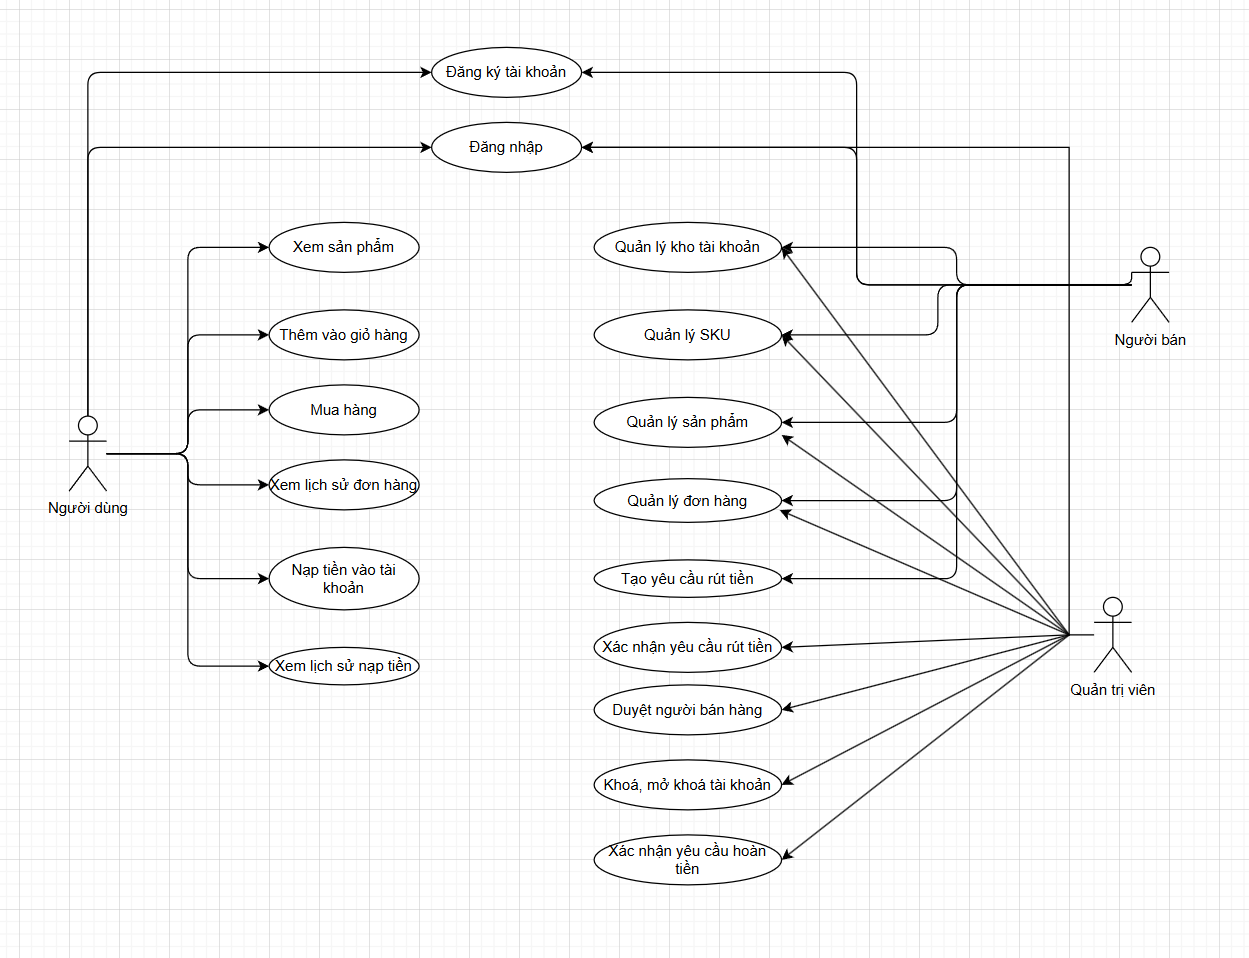 Đăng ký tài khoản
Đăng nhập
Xem sản phẩm
Thêm vào giỏ hàng
Mua hàng
Xem lịch sử đơn hàng
Nạp tiền vào tài
khoản
Xem lịch sử nạp tiền
Người dùng
Quản lý kho tài khoản
Quản lý SKU
Quản lý sản phẩm
Quản lý đơn hàng
Tạo yêu cầu rút tiền
Xác nhận yêu cầu rút tiền
Duyệt người bán hàng
Khoá, mở khoá tài khoản
Xác nhận yêu cầu hoàn
tiền
Người bán
Quản trị viên